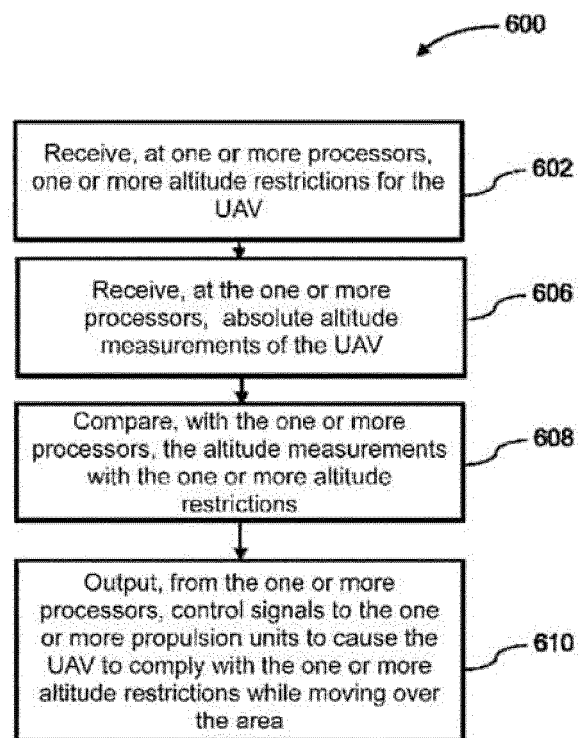 600
Receive, at one or more processors,
one or more altitude restrictions for the
UAV
602
Receive, at the one or more
processors, absolute altitude
measurements of the UAV
606
Compare, with the one or more
processors, the altitude measurements
with the one or more altitude
restrictions
608
Output, from the one or more
processors, control signals to the one
or more propulsion units to cause the
UAV to comply with the one or more
altitude restrictions while moving over
the area
610